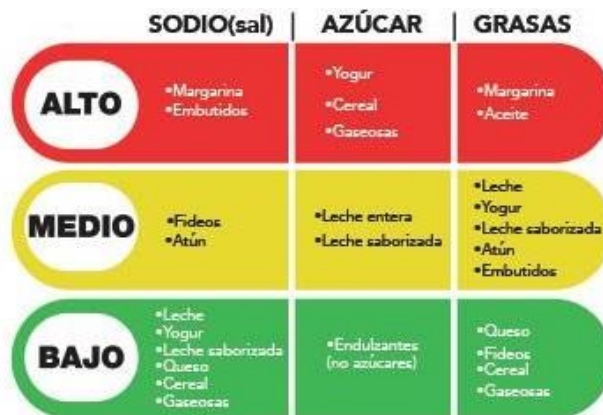 SODIO(sal) | AZÚCAR | GRASAS
ALTO
•Margarina
•Embutidos
•Yogur
•Cereal
•Gaseosas
•Margarina
•Aceite
MEDIO
•Fideos
•Atún
•Leche entera
•Leche saborizada
•Leche
•Yogur
•Leche saborizada
•Atún
•Embutidos
BAJO
•Leche
•Yogur
•Leche saborizada
•Queso
•Cereal
•Gaseosas
•Endulzantes
(no azúcares)
•Queso
•Fideos
•Cereal
•Gaseosas